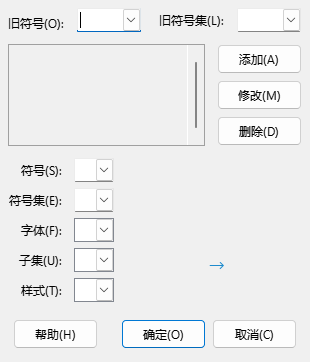 旧符号(O): 旧符号集(L):
添加(A)
修改(M)
删除(D)
符号(S):
符号集(E):
字体(F):
子集(U):
→
样式(T):
帮助(H) 确定(O) 取消(C)